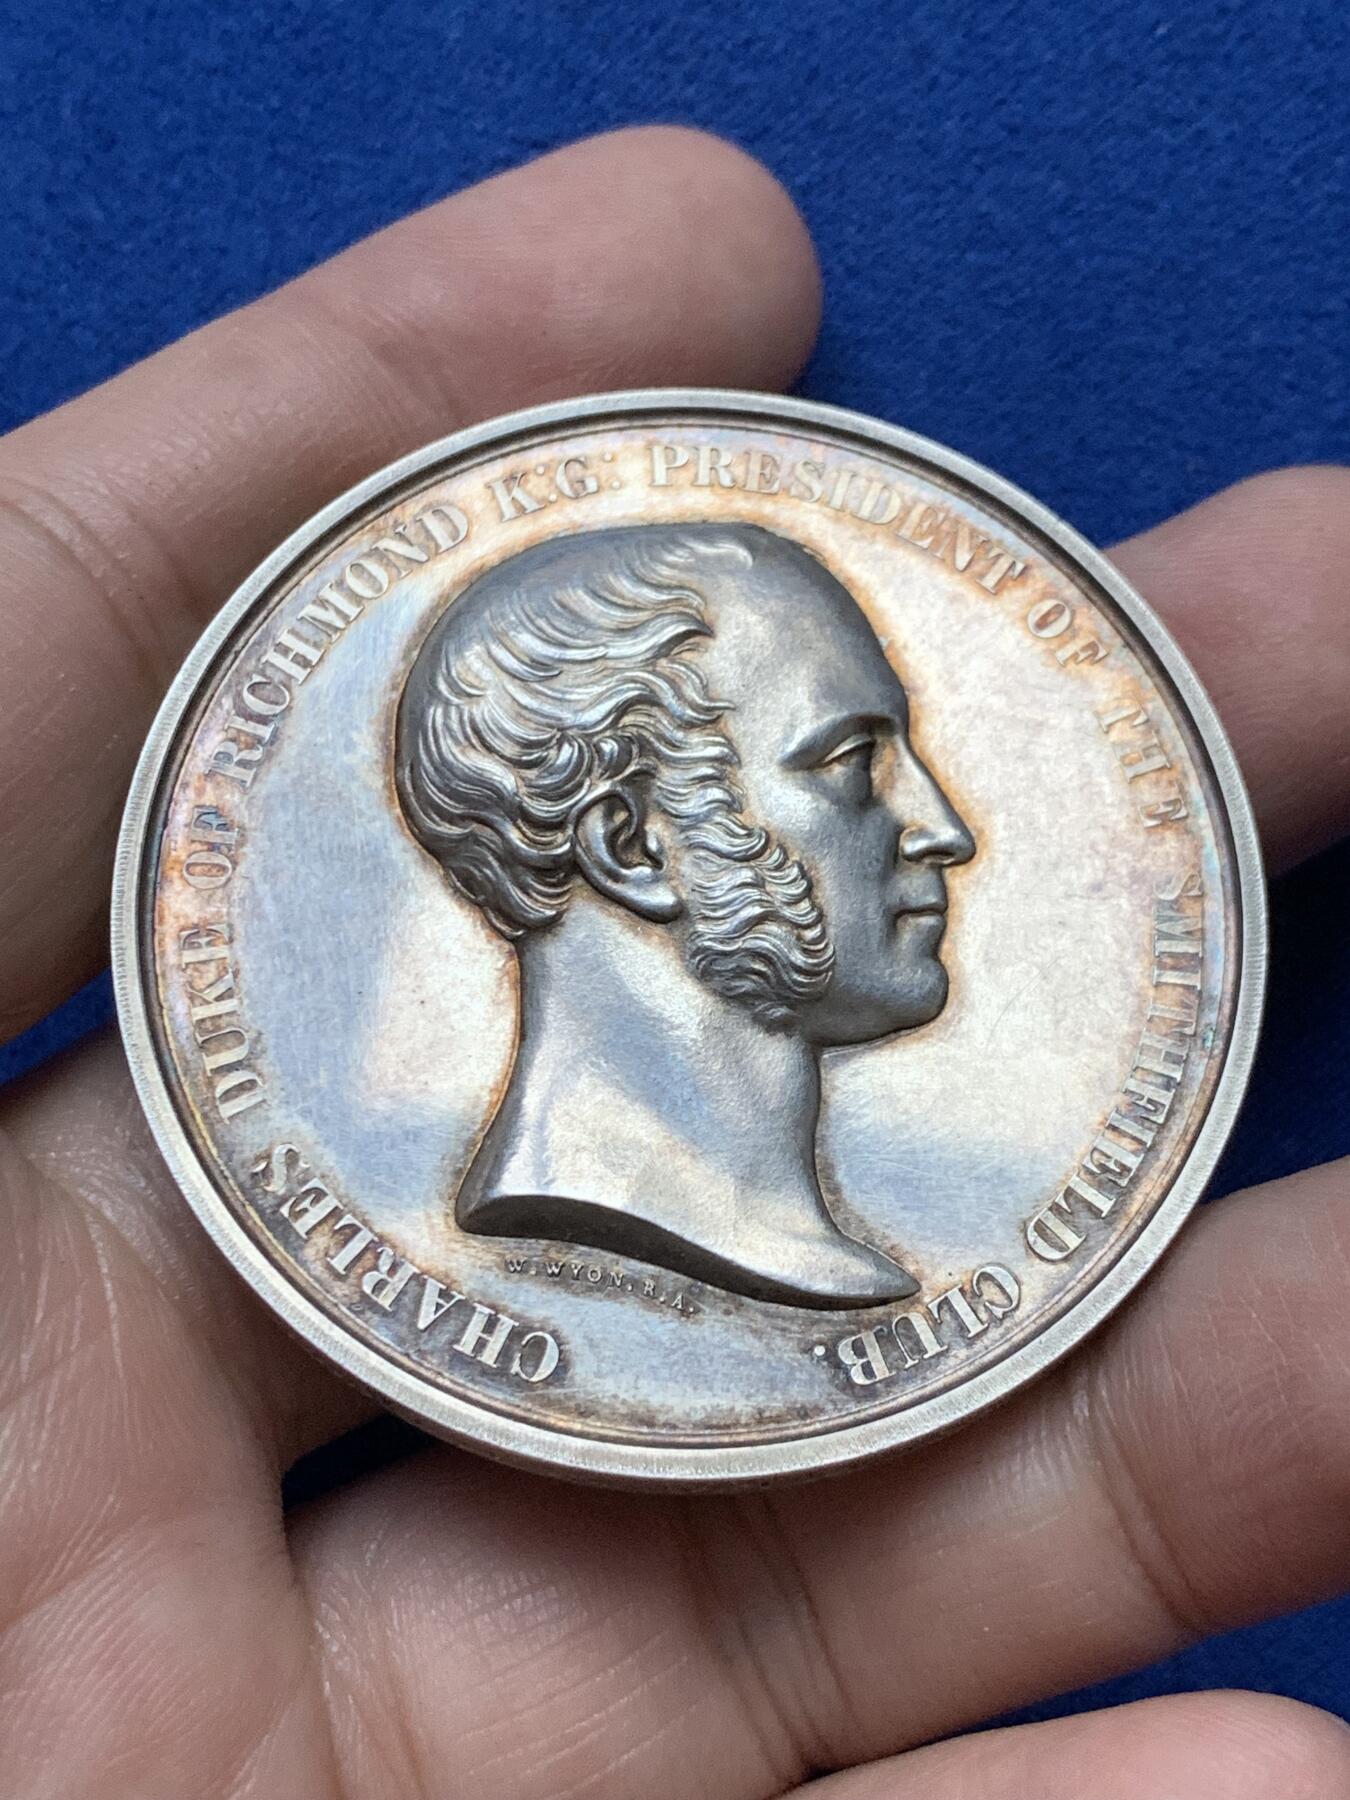 CHARLES DUKE OF RICHMOND K:G: PRESIDENT OF THE SMITHFIELD CLUB.
W. WYON, R.A.